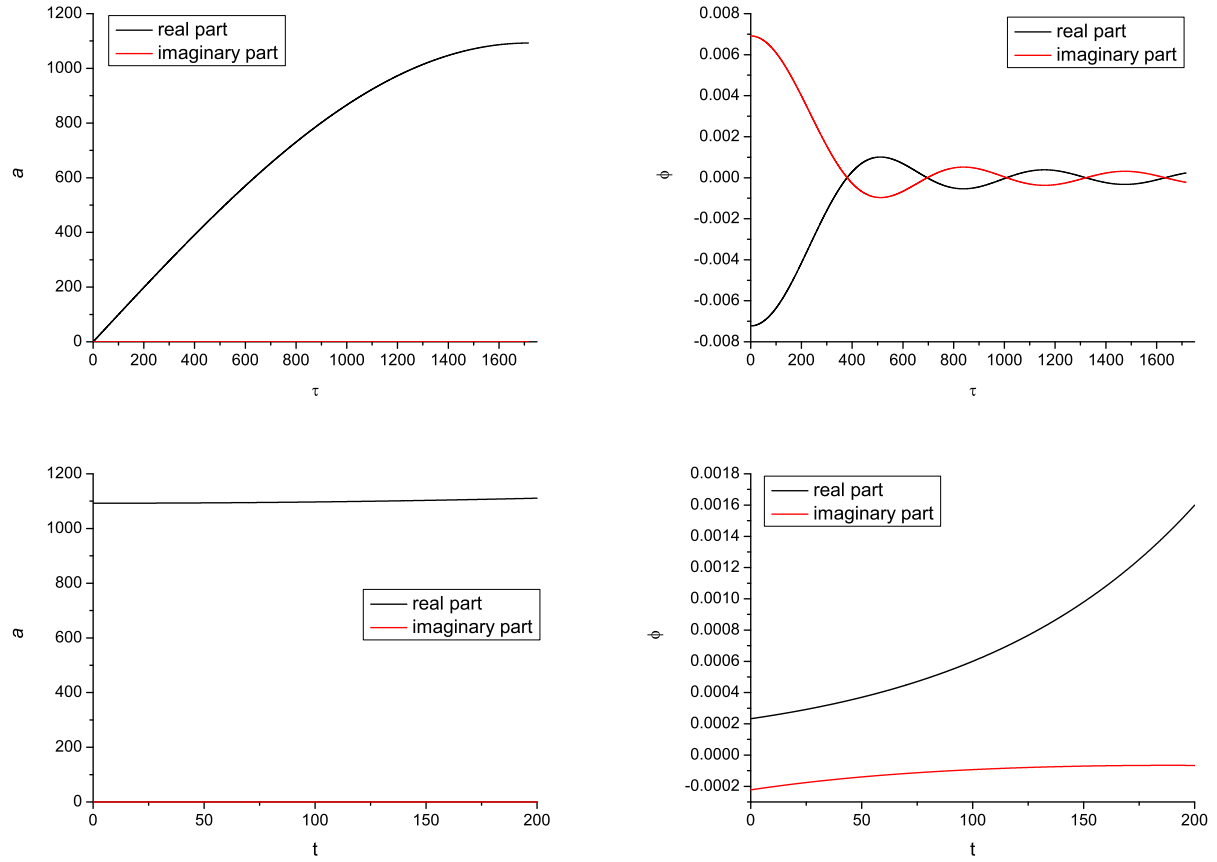 real part
imaginary part
1200
1000
800
600
400
200
0
a
0 200 400 600 800 1000 1200 1400 1600
τ
real part
imaginary part
0.008
0.006
0.004
0.002
0.000
-0.002
-0.004
-0.006
-0.008
ϕ
0 200 400 600 800 1000 1200 1400 1600
τ
real part
imaginary part
1200
1000
800
600
400
200
0
a
0 50 100 150 200
t
real part
imaginary part
0.0018
0.0016
0.0014
0.0012
0.0010
0.0008
0.0006
0.0004
0.0002
0.0000
-0.0002
ϕ
0 50 100 150 200
t